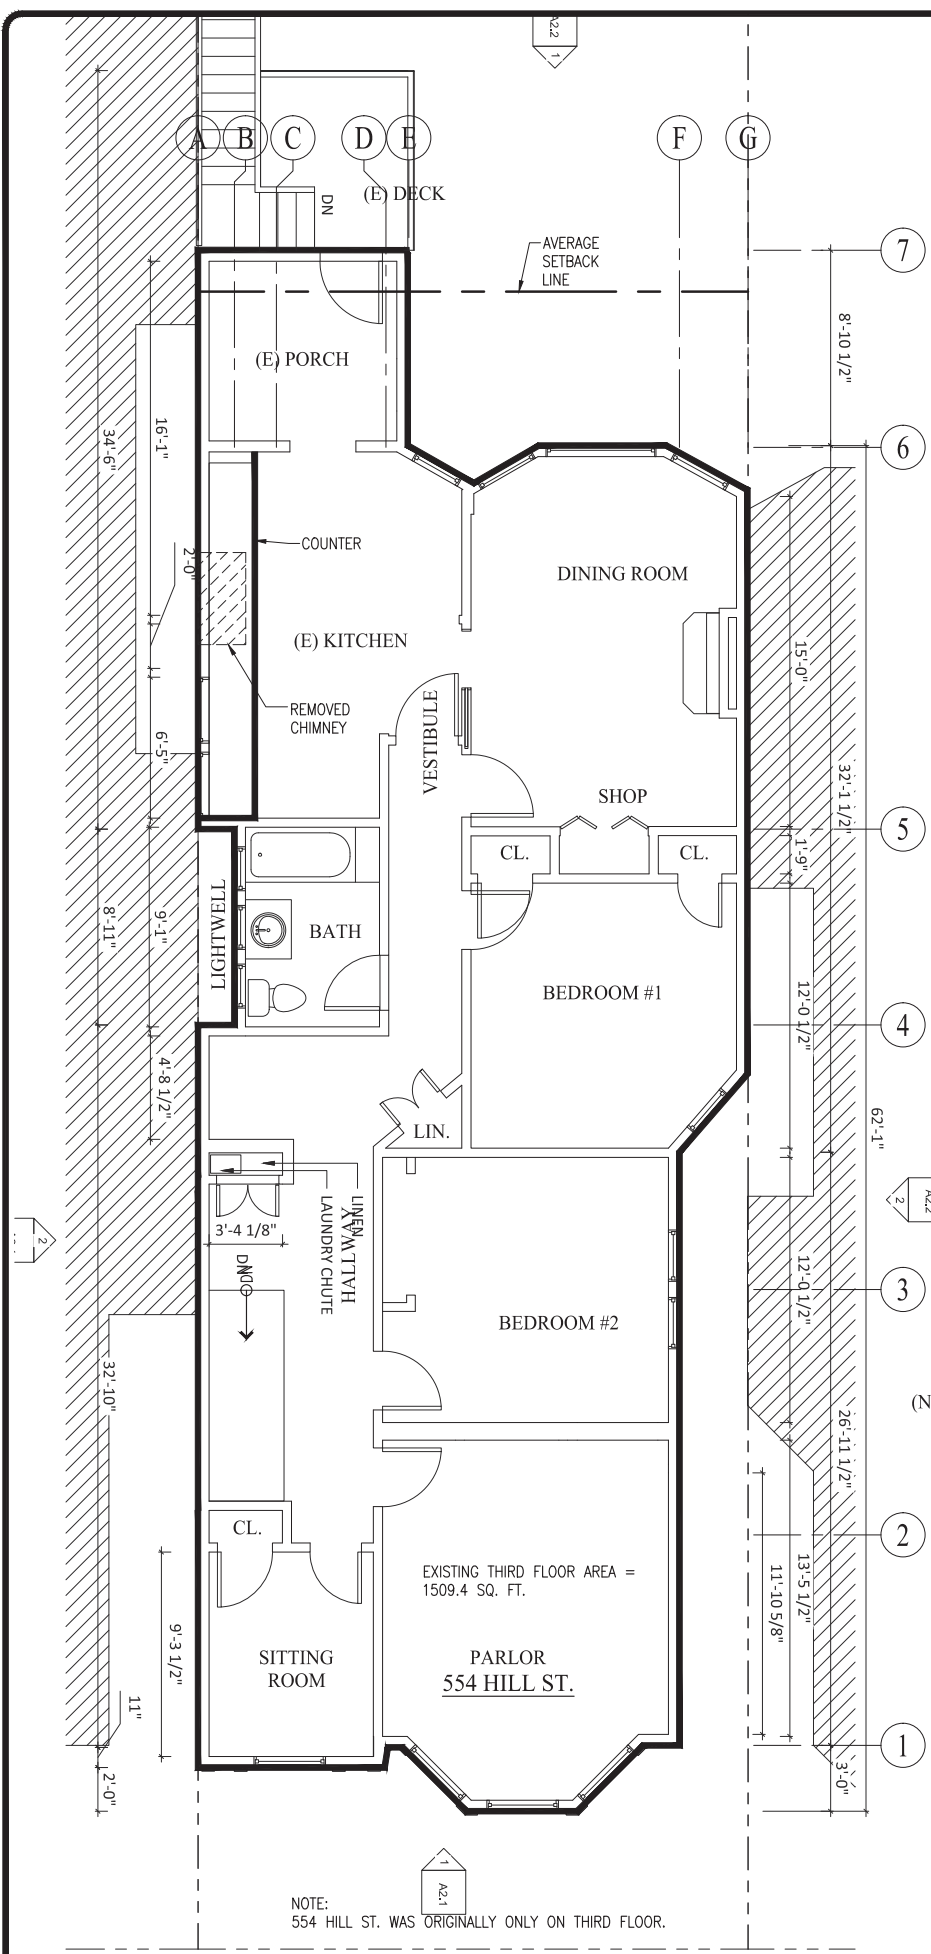 A2.2
1
A
B
C
D
E
F
G
(E) DECK
DN
AVERAGE
SETBACK
LINE
7
8'-10 1/2"
(E) PORCH
6
16'-1"
34'-6"
COUNTER
2'-0"
DINING ROOM
(E) KITCHEN
15'-0"
REMOVED
CHIMNEY
VESTIBULE
6'-5"
32'-1 1/2"
SHOP
5
CL.
CL.
1'-9"
LIGHTWELL
8'-11"
9'-1"
BATH
BEDROOM #1
12'-0 1/2"
4
4'-8 1/2"
LIN.
62'-1"
A2.2
2
2
LINEN
LAUNDRY CHUTE
HALLWAY
3'-4 1/8"
DN
DN
12'-0 1/2"
3
BEDROOM #2
32'-10"
(N
26'-11 1/2"
CL.
2
EXISTING THIRD FLOOR AREA =
1509.4 SQ. FT.
13'-5 1/2"
11'-10 5/8"
9'-3 1/2"
SITTING
ROOM
PARLOR
554 HILL ST.
11"
1
2'-0"
3'-0"
1
A2.1
NOTE:
554 HILL ST. WAS ORIGINALLY ONLY ON THIRD FLOOR.